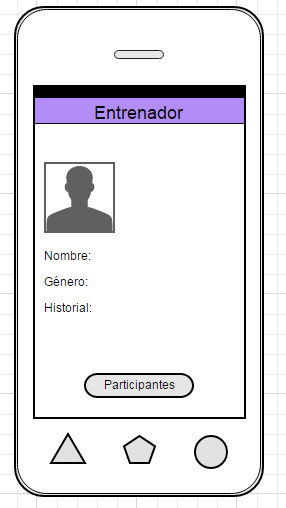 Entrenador
Nombre:
Género:
Historial:
Participantes